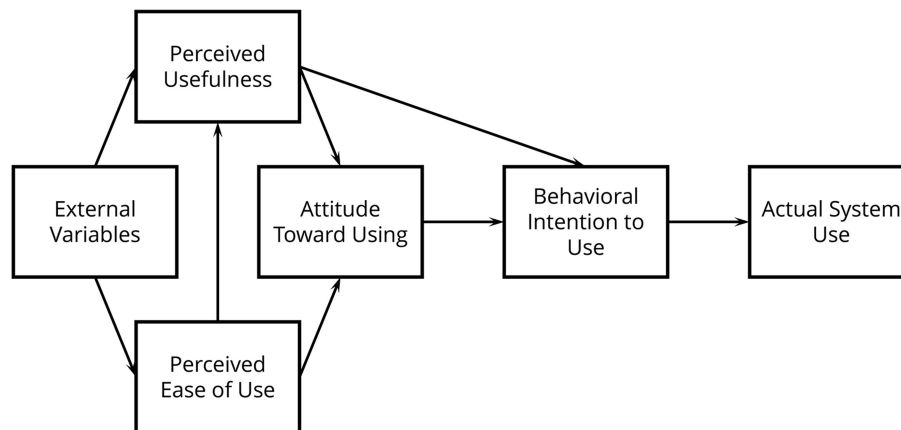 Perceived
Usefulness
External
Variables
Attitude
Toward Using
Behavioral
Intention to
Use
Actual System
Use
Perceived
Ease of Use